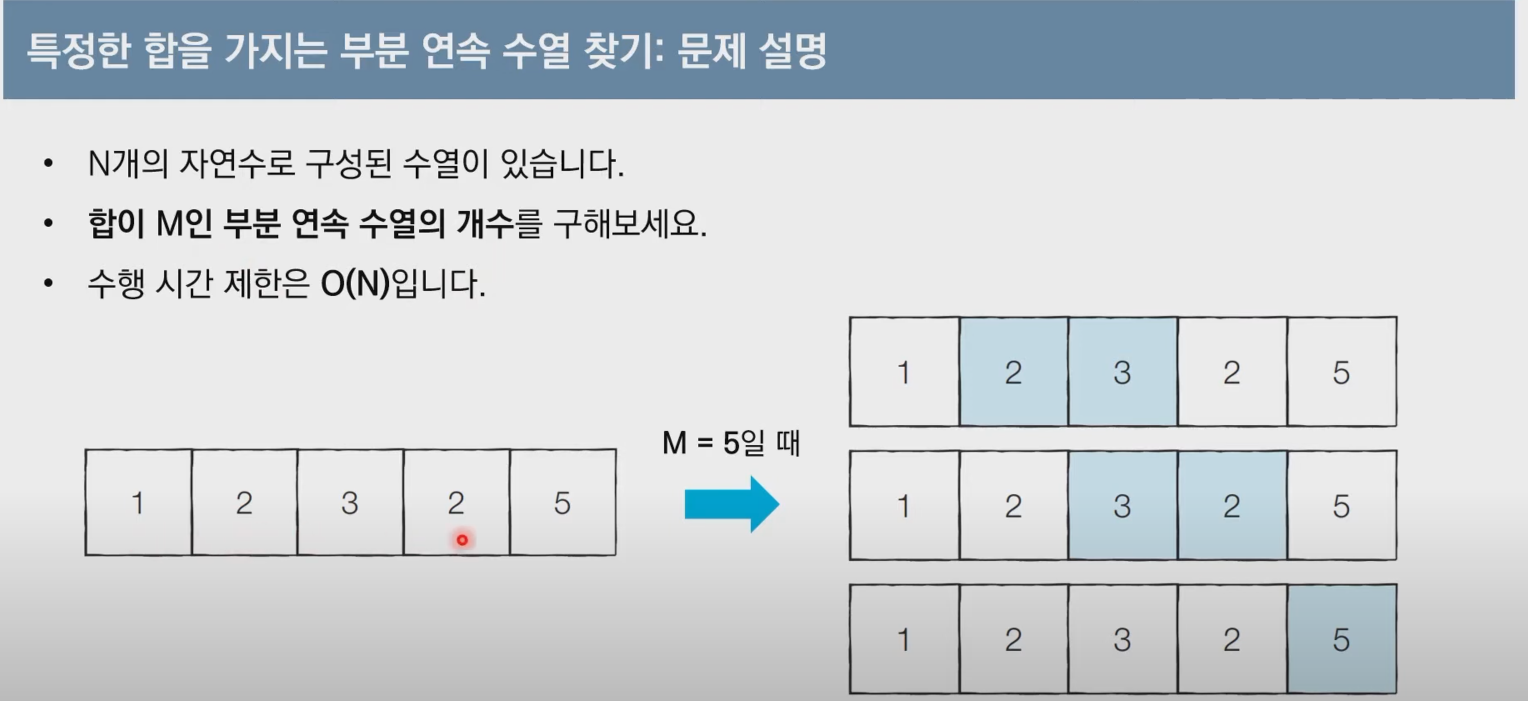 특정한 합을 가지는 부분 연속 수열 찾기: 문제 설명
• N개의 자연수로 구성된 수열이 있습니다.
• 합이 M인 부분 연속 수열의 개수를 구해보세요.
• 수행 시간 제한은 O(N)입니다.
1 2 3 2 5
M = 5일 때
1 2 3 2 5
1 2 3 2 5
1 2 3 2 5